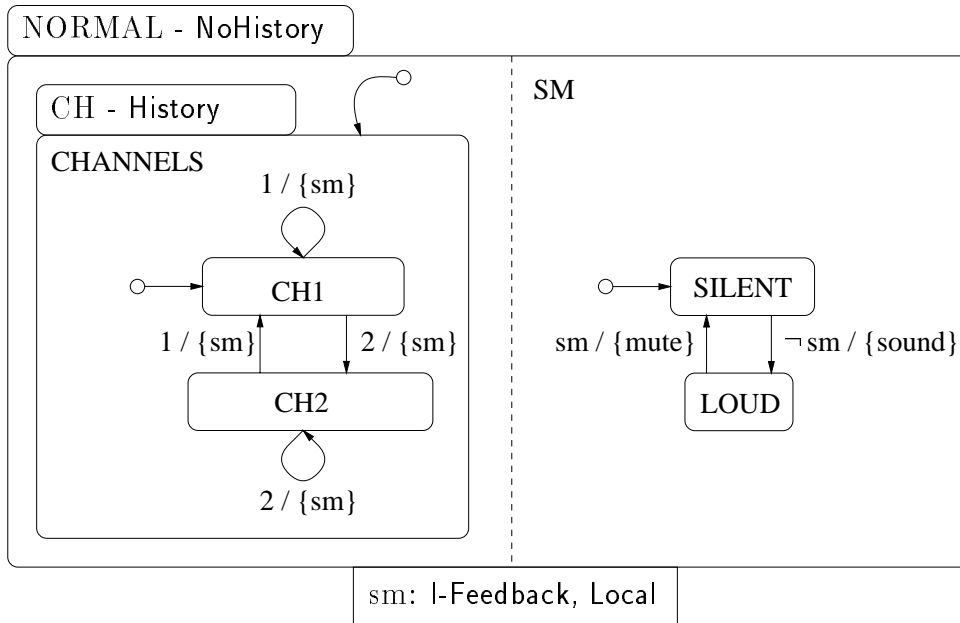 NORMAL - NoHistory
SM
CH - History
CHANNELS
1 / {sm}
CH1
SILENT
1 / {sm}
2 / {sm}
sm / {mute}
¬ sm / {sound}
CH2
LOUD
2 / {sm}
sm: I-Feedback, Local